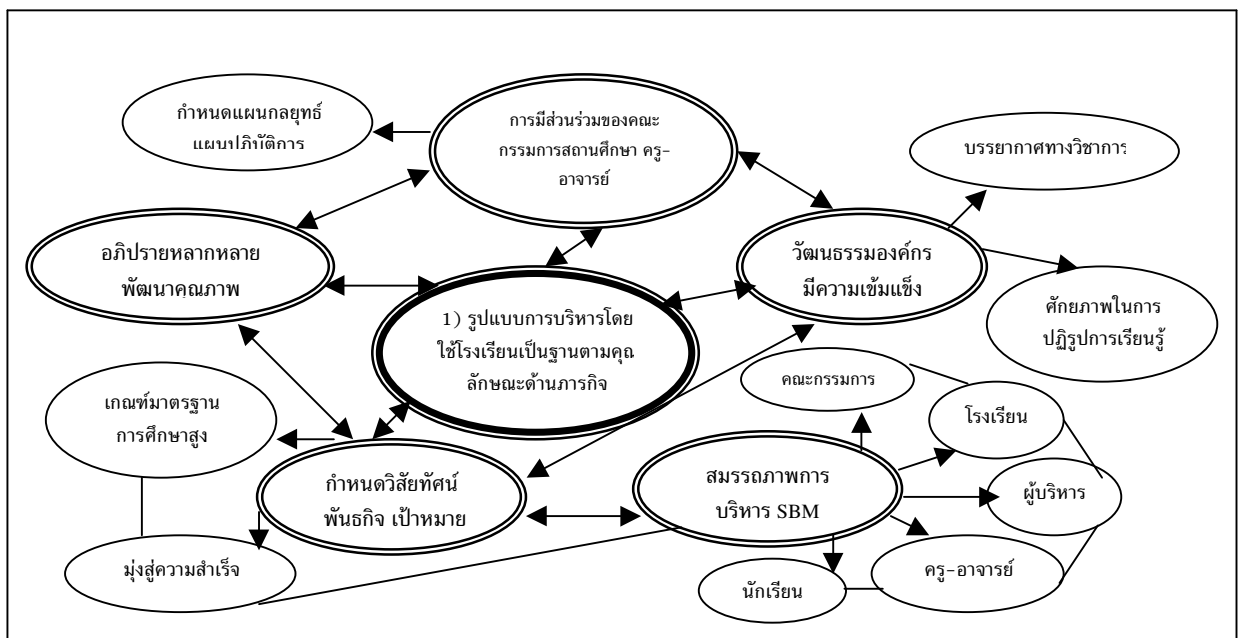 กำหนดแผนกลยุทธ์
แผนปฏิบัติการ
การมีส่วนร่วมของคณะ
กรรมการสถานศึกษา ครู-
อาจารย์
บรรยากาศทางวิชาการ
อภิปรายหลากหลาย
พัฒนาคุณภาพ
วัฒนธรรมองค์กร
มีความเข้มแข็ง
1) รูปแบบการบริหารโดย
ใช้โรงเรียนเป็นฐานตามคุณ
ลักษณะด้านภารกิจ
ศักยภาพในการ
ปฏิรูปการเรียนรู้
คณะกรรมการ
เกณฑ์มาตรฐาน
การศึกษาสูง
โรงเรียน
กำหนดวิสัยทัศน์
พันธกิจ เป้าหมาย
สมรรถภาพการ
บริหาร SBM
ผู้บริหาร
มุ่งสู่ความสำเร็จ
ครู-อาจารย์
นักเรียน